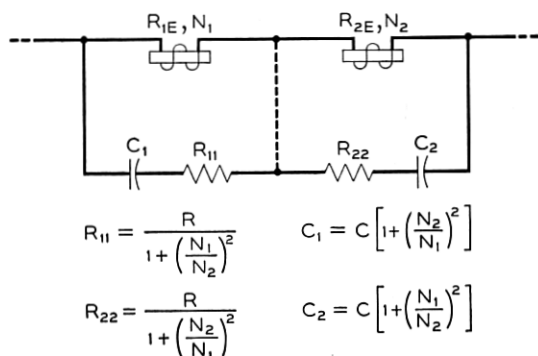 R₁E, N₁ R₂E, N₂
C₁ R₁₁ R₂₂ C₂
R₁₁ = R / (1 + (N₁/N₂)²) C₁ = C [1 + (N₂/N₁)²]
R₂₂ = R / (1 + (N₂/N₁)²) C₂ = C [1 + (N₁/N₂)²]